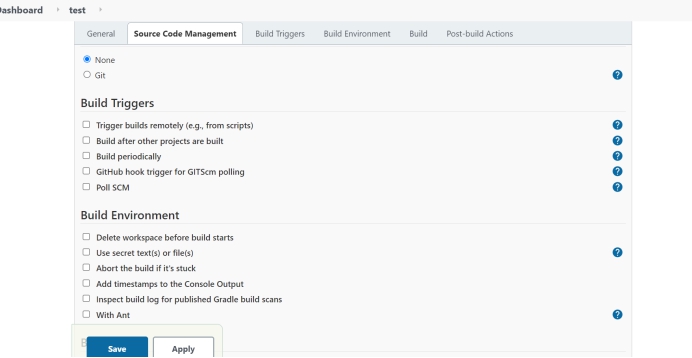 Dashboard > test >
General Source Code Management Build Triggers Build Environment Build Post-build Actions
None
Git ?
Build Triggers
Trigger builds remotely (e.g., from scripts) ?
Build after other projects are built ?
Build periodically ?
GitHub hook trigger for GITScm polling ?
Poll SCM ?
Build Environment
Delete workspace before build starts
Use secret text(s) or file(s) ?
Abort the build if it's stuck
Add timestamps to the Console Output
Inspect build log for published Gradle build scans
With Ant ?
Save Apply